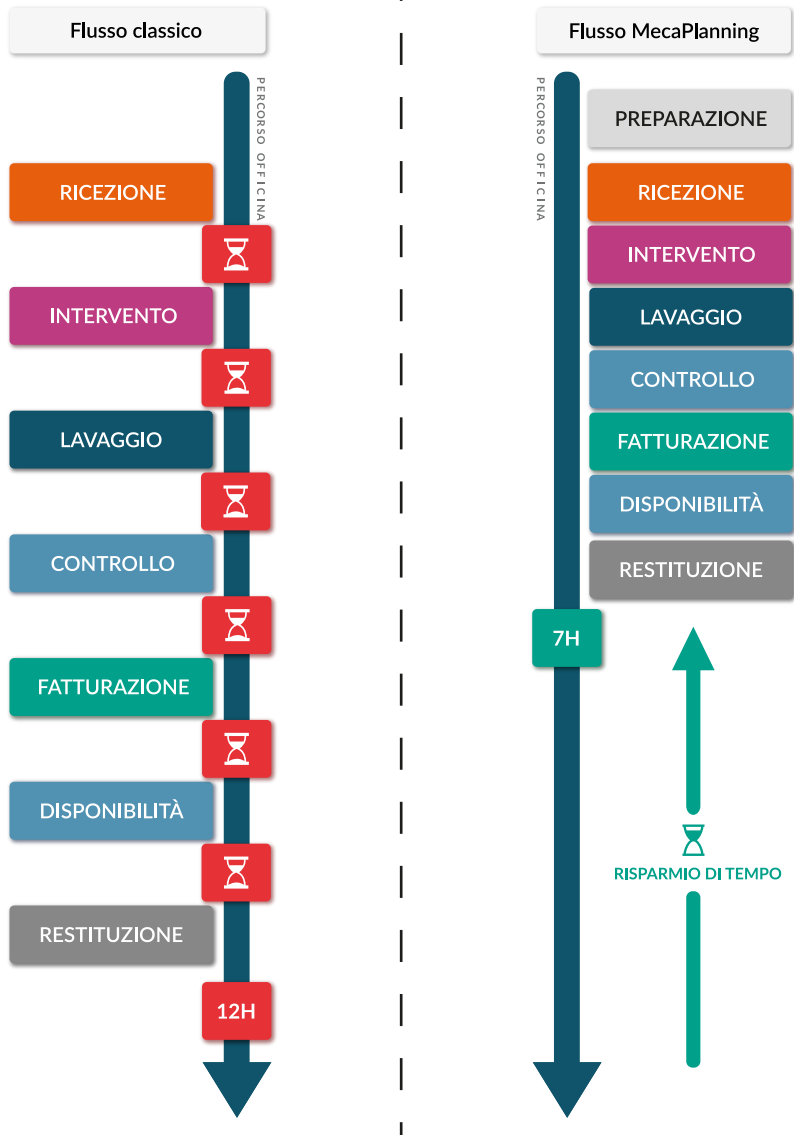 Flusso classico
PERCORSO OFFICINA
RICEZIONE
INTERVENTO
LAVAGGIO
CONTROLLO
FATTURAZIONE
DISPONIBILITÀ
RESTITUZIONE
12H
Flusso MecaPlanning
PERCORSO OFFICINA
PREPARAZIONE
RICEZIONE
INTERVENTO
LAVAGGIO
CONTROLLO
FATTURAZIONE
DISPONIBILITÀ
RESTITUZIONE
7H
RISPARMIO DI TEMPO